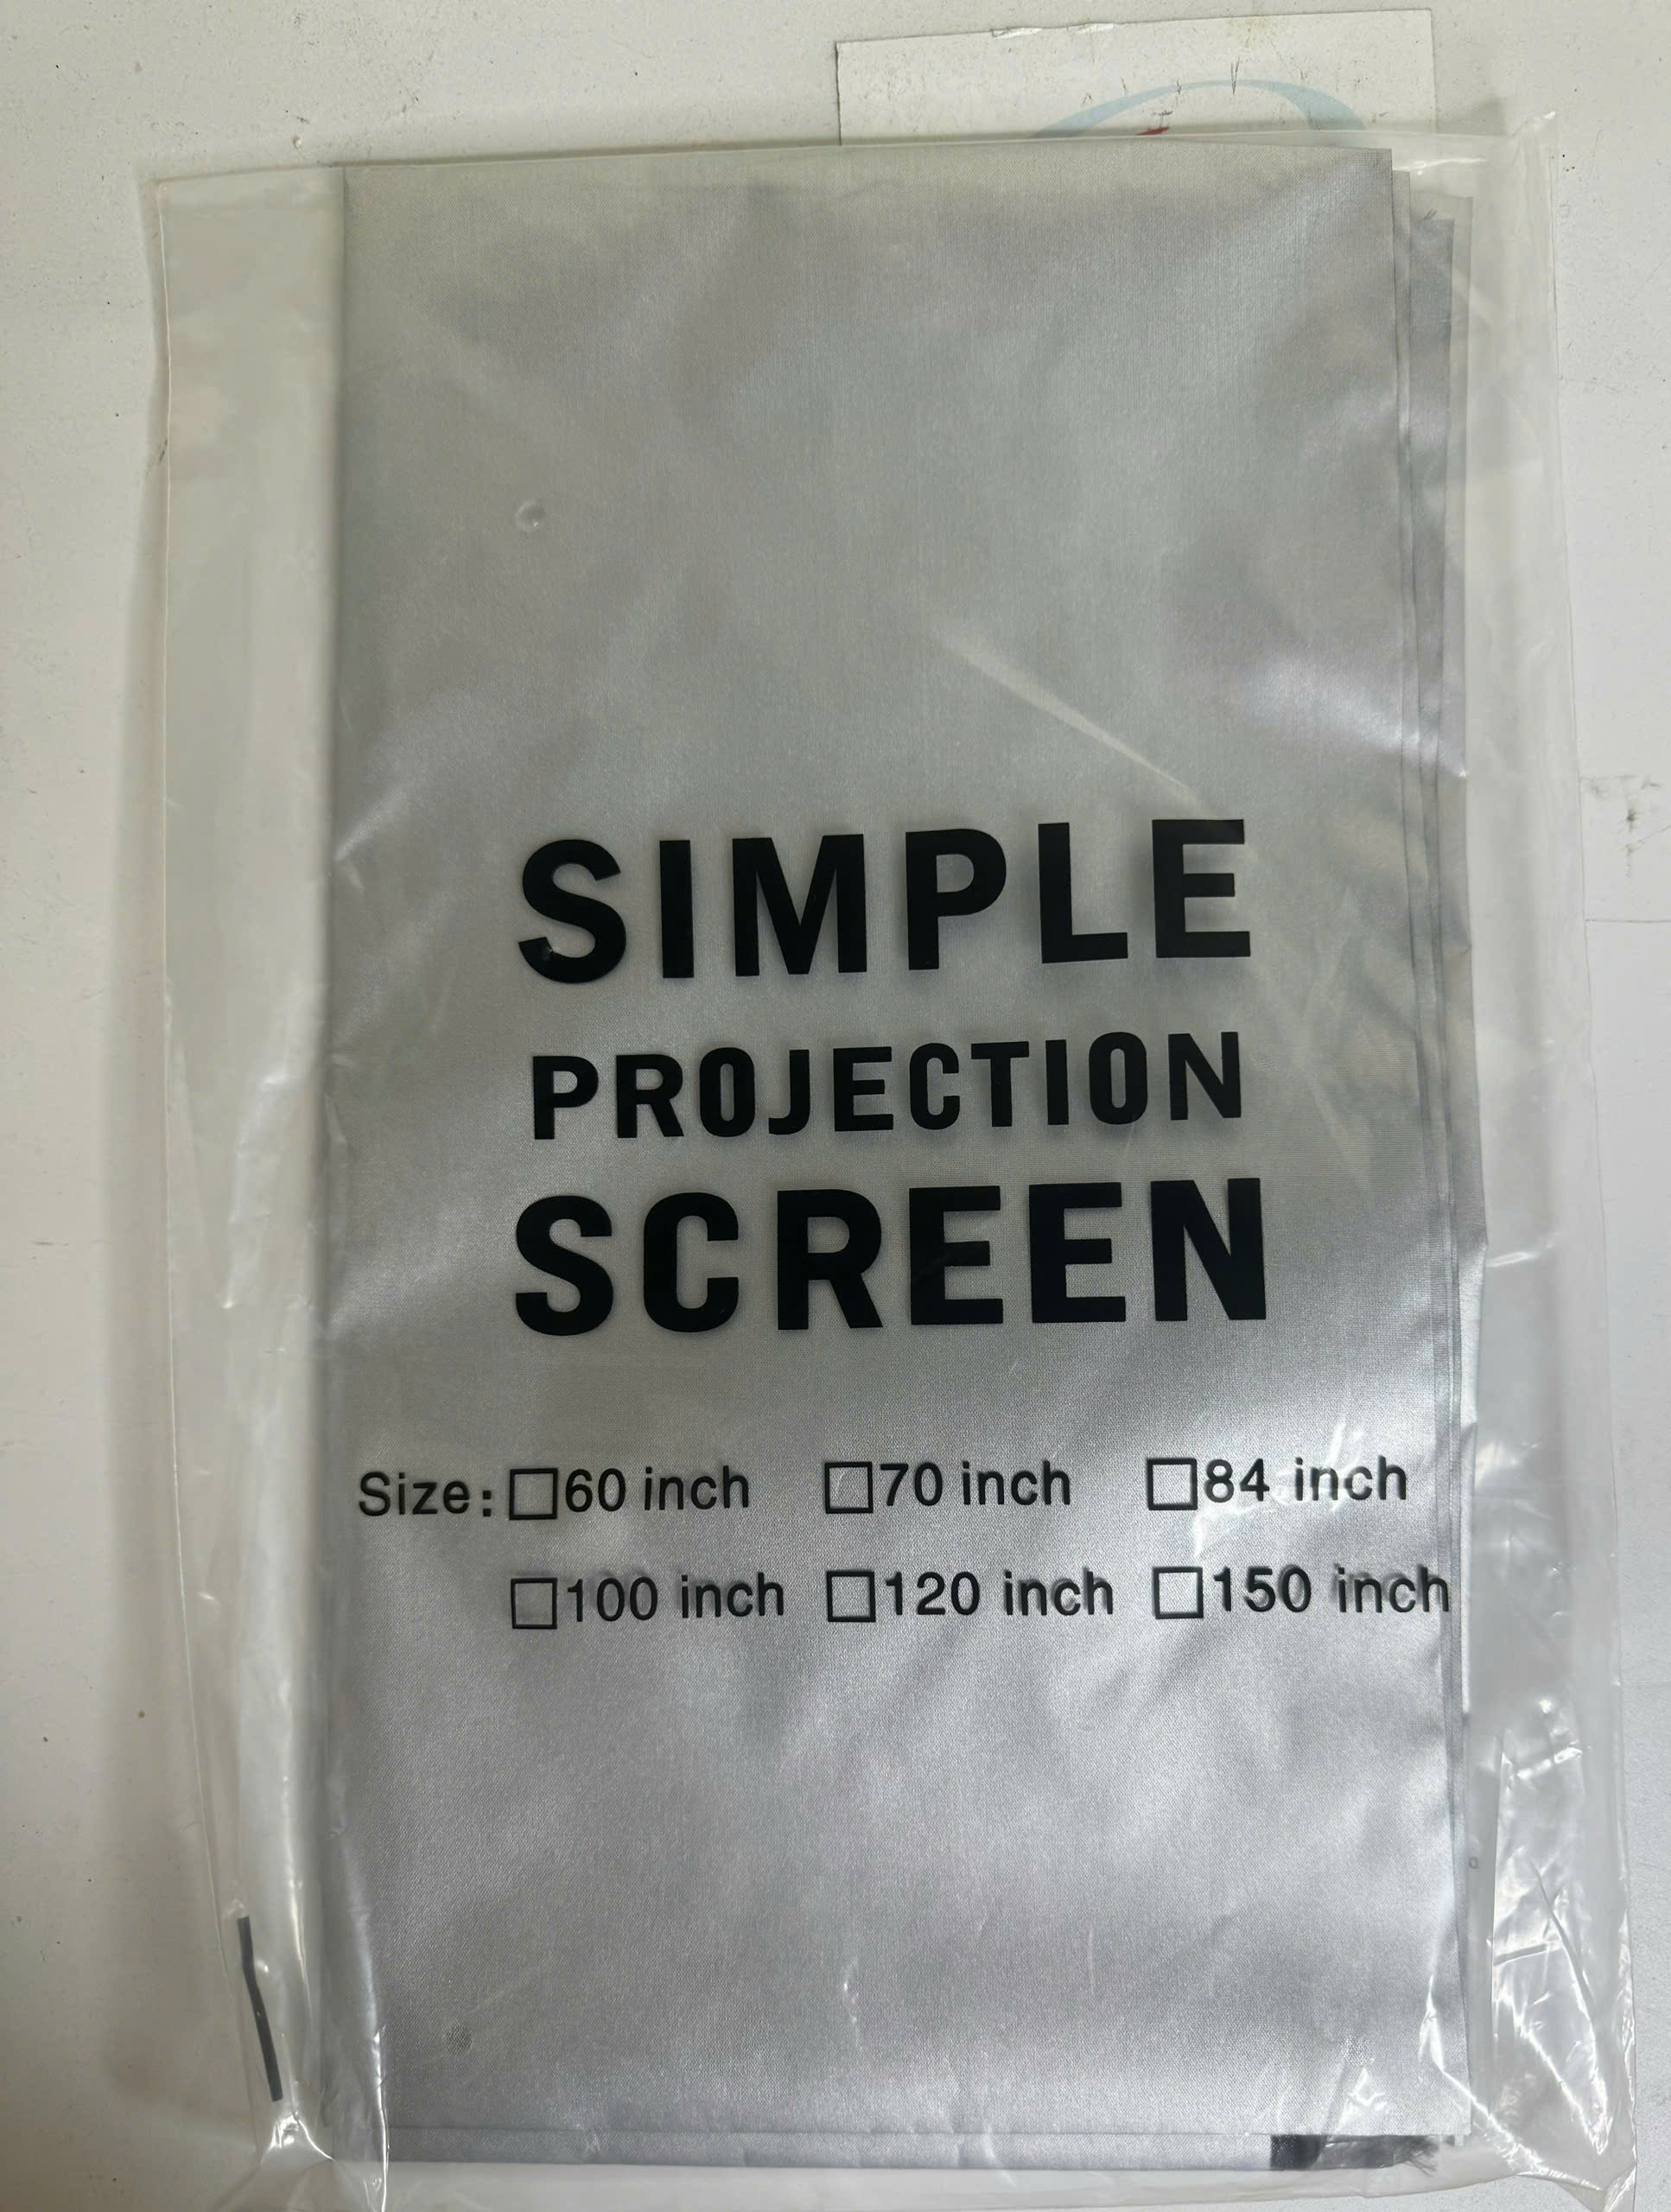 SIMPLE
PROJECTION
SCREEN
Size: □60 inch □70 inch □84 inch
□100 inch □120 inch □150 inch